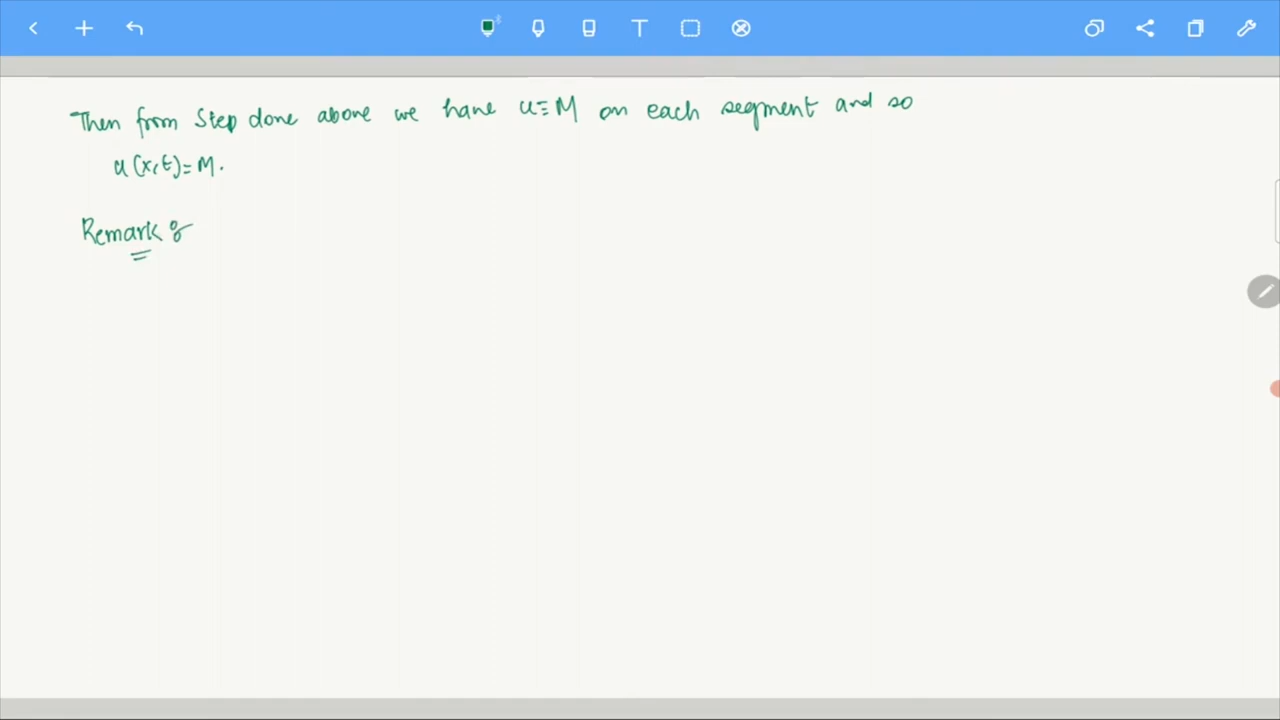 Then from Step done above we have u≡M on each segment and so
u(x,t)=M.
Remark :